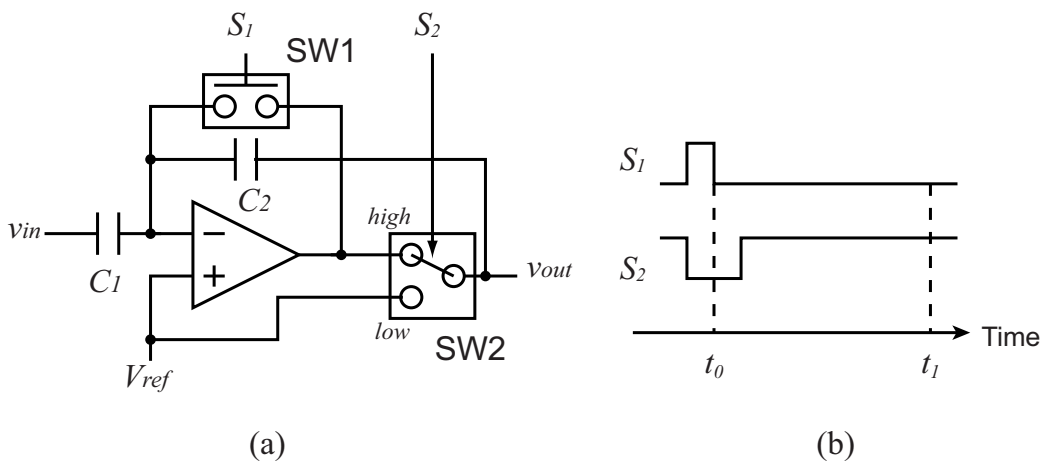 S1
SW1
S2
C2
vin
C1
high
vout
low
SW2
Vref
(a)
S1
S2
Time
t0
t1
(b)